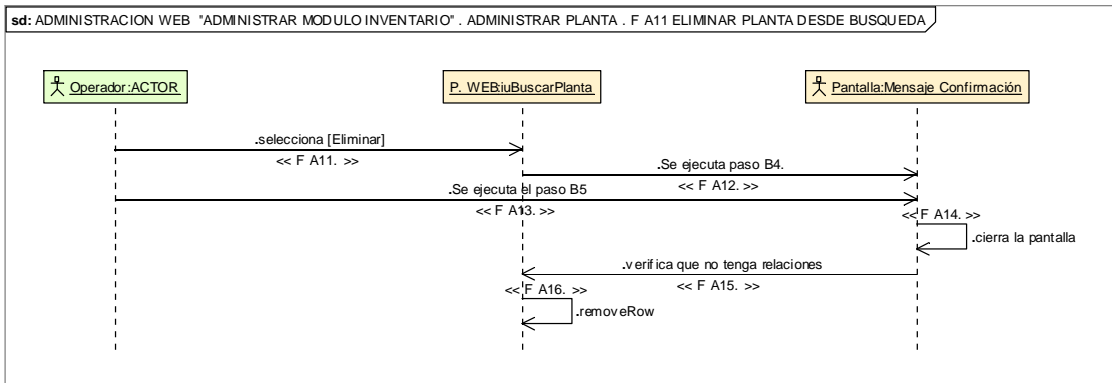 sd: ADMINISTRACION WEB "ADMINISTRAR MODULO INVENTARIO" . ADMINISTRAR PLANTA . F A11 ELIMINAR PLANTA DESDE BUSQUEDA
Operador:ACTOR
P. WEB:iuBuscarPlanta
Pantalla:Mensaje Confirmación
.selecciona [Eliminar]
<< F A11. >>
.Se ejecuta paso B4.
<< F A12. >>
.Se ejecuta el paso B5
<< F A13. >>
<< F A14. >>
.cierra la pantalla
.verifica que no tenga relaciones
<< F A15. >>
<< F A16. >>
.removeRow